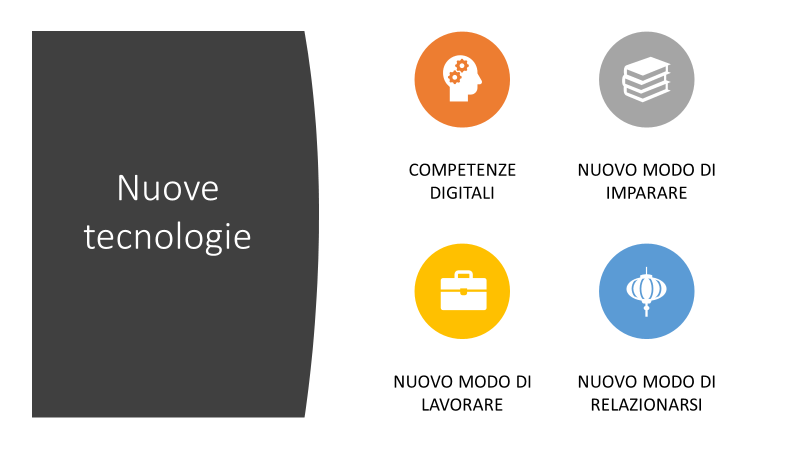 Nuove
tecnologie
COMPETENZE
DIGITALI
NUOVO MODO DI
IMPARARE
NUOVO MODO DI
LAVORARE
NUOVO MODO DI
RELAZIONARSI